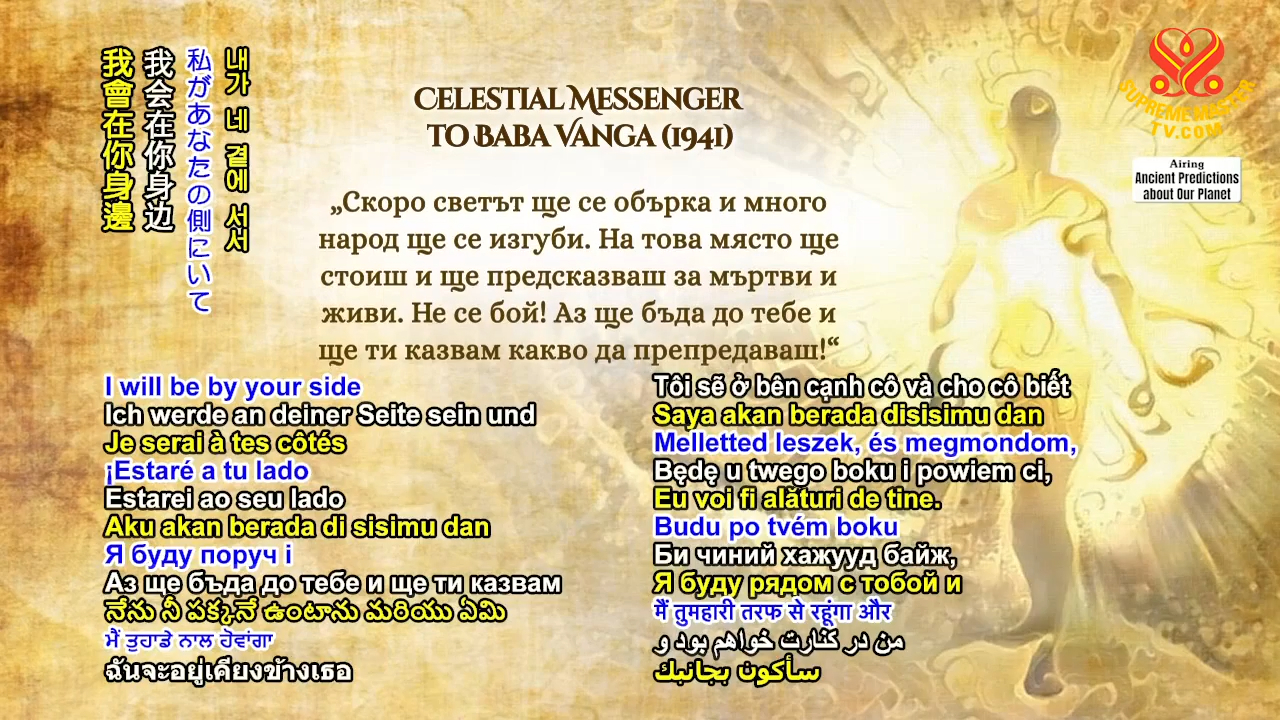 我會在你身邊
我会在你身边
私があなたの側にいて
내가 네 곁에 서서
Celestial Messenger
to Baba Vanga (1941)
„Скоро светът ще се обърка и много
народ ще се изгуби. На това място ще
стоиш и ще предсказваш за мъртви и
живи. Не се бой! Аз ще бъда до тебе и
ще ти казвам какво да препредаваш!“
SUPREME MASTER
TV.COM
Airing
Ancient Predictions
about Our Planet
I will be by your side
Ich werde an deiner Seite sein und
Je serai à tes côtés
¡Estaré a tu lado
Estarei ao seu lado
Aku akan berada di sisimu dan
Я буду поруч і
Аз ще бъда до тебе и ще ти казвам
నేను నీ పక్కనే ఉంటాను మరియు ఏమి
ਮੈਂ ਤੁਹਾਡੇ ਨਾਲ ਹੋਵਾਂਗਾ
ฉันจะอยู่เคียงข้างเธอ
Tôi sẽ ở bên cạnh cô và cho cô biết
Saya akan berada disisimu dan
Melletted leszek, és megmondom,
Będę u twego boku i powiem ci,
Eu voi fi alături de tine.
Budu po tvém boku
Би чиний хажууд байж,
Я буду рядом с тобой и
मैं तुमहारी तरफ से रहूंगा और
من در کنارت خواهم بود و
سأكون بجانبك